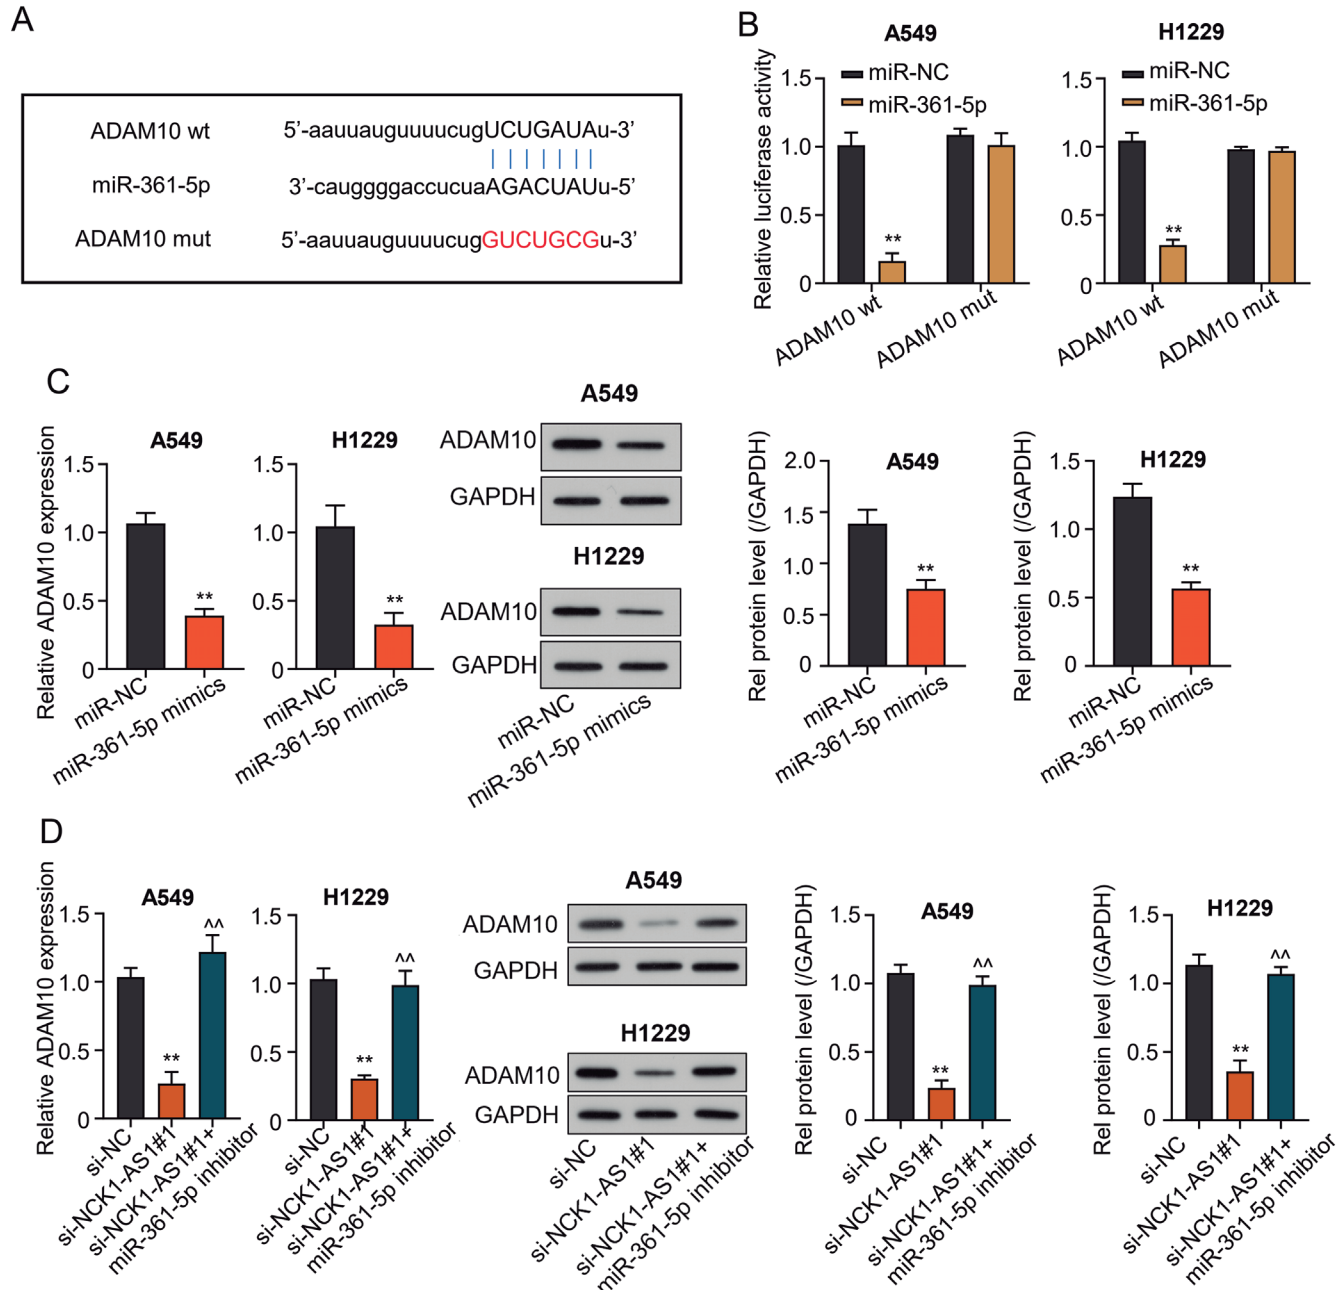 A
ADAM10 wt 5’-aauuauguuuucugUCUGAUAu-3’
miR-361-5p 3’-cauggggaccucuaAGACUAUu-5’
ADAM10 mut 5’-aauuauguuuucugGUCUGCGu-3’
B
A549
Relative luciferase activity
1.5
1.0
0.5
0
miR-NC
miR-361-5p
**
ADAM10 wt
ADAM10 mut
H1229
1.5
1.0
0.5
0
miR-NC
miR-361-5p
**
ADAM10 wt
ADAM10 mut
C
Relative ADAM10 expression
A549
1.5
1.0
0.5
0
**
miR-NC
miR-361-5p mimics
H1229
1.5
1.0
0.5
0
**
miR-NC
miR-361-5p mimics
A549
ADAM10
GAPDH
H1229
ADAM10
GAPDH
miR-NC
miR-361-5p mimics
Rel protein level (/GAPDH)
A549
2.0
1.5
1.0
0.5
0
**
miR-NC
miR-361-5p mimics
Rel protein level (/GAPDH)
H1229
1.5
1.0
0.5
0
**
miR-NC
miR-361-5p mimics
D
Relative ADAM10 expression
A549
1.5
1.0
0.5
0
**
^^
si-NC
si-NCK1-AS1#1
si-NCK1-AS1#1+
miR-361-5p inhibitor
H1229
1.5
1.0
0.5
0
**
^^
si-NC
si-NCK1-AS1#1
si-NCK1-AS1#1+
miR-361-5p inhibitor
A549
ADAM10
GAPDH
H1229
ADAM10
GAPDH
si-NC
si-NCK1-AS1#1
si-NCK1-AS1#1+
miR-361-5p inhibitor
Rel protein level (/GAPDH)
A549
1.5
1.0
0.5
0
**
^^
si-NC
si-NCK1-AS1#1
si-NCK1-AS1#1+
miR-361-5p inhibitor
Rel protein level (/GAPDH)
H1229
1.5
1.0
0.5
0
**
^^
si-NC
si-NCK1-AS1#1
si-NCK1-AS1#1+
miR-361-5p inhibitor